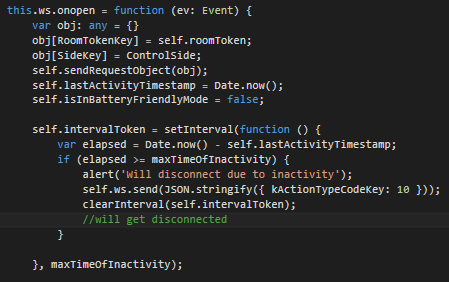 this.ws.onopen = function (ev: Event) {
    var obj: any = {}
    obj[RoomTokenKey] = self.roomToken;
    obj[SideKey] = ControlSide;
    self.sendRequestObject(obj);
    self.lastActivityTimestamp = Date.now();
    self.isInBatteryFriendlyMode = false;

    self.intervalToken = setInterval(function () {
        var elapsed = Date.now() - self.lastActivityTimestamp;
        if (elapsed >= maxTimeOfInactivity) {
            alert('Will disconnect due to inactivity');
            self.ws.send(JSON.stringify({ kActionTypeCodeKey: 10 }));
            clearInterval(self.intervalToken);
            //will get disconnected
        }

    }, maxTimeOfInactivity);